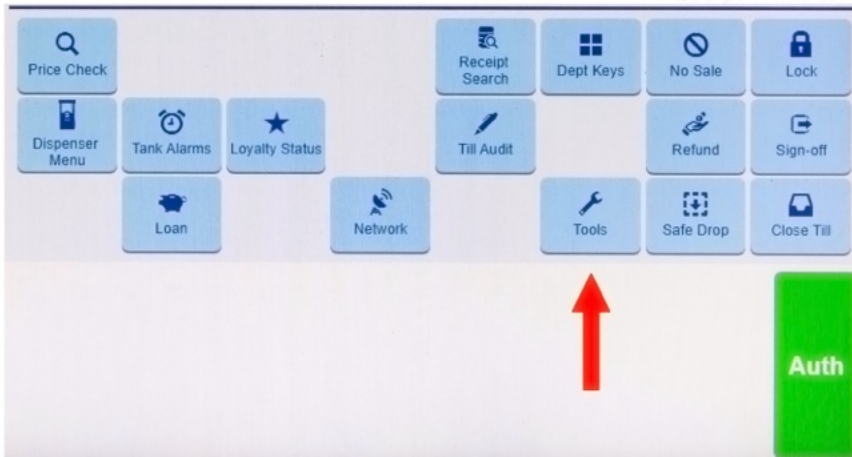 Price Check
Receipt
Search
Dept Keys
No Sale
Lock
Dispenser
Menu
Tank Alarms
Loyalty Status
Till Audit
Refund
Sign-off
Loan
Network
Tools
Safe Drop
Close Till
Auth